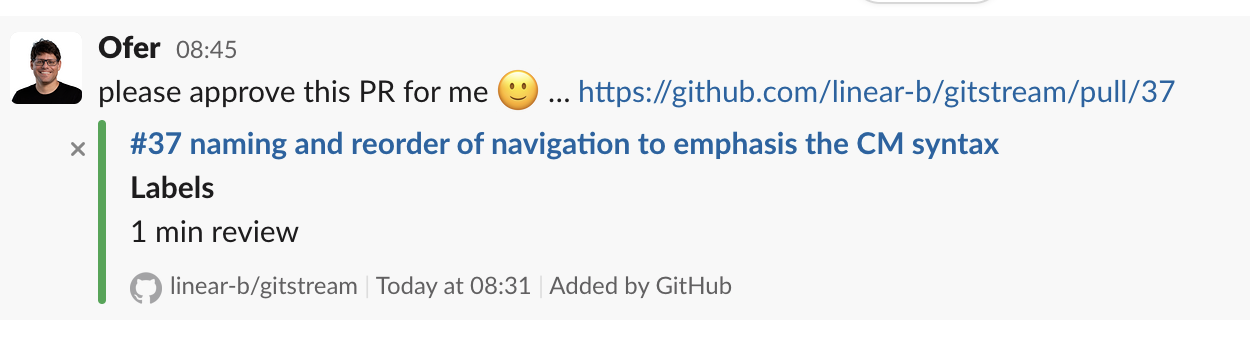 Ofer 08:45
please approve this PR for me 🙂 ... https://github.com/linear-b/gitstream/pull/37
#37 naming and reorder of navigation to emphasis the CM syntax
Labels
1 min review
linear-b/gitstream | Today at 08:31 | Added by GitHub